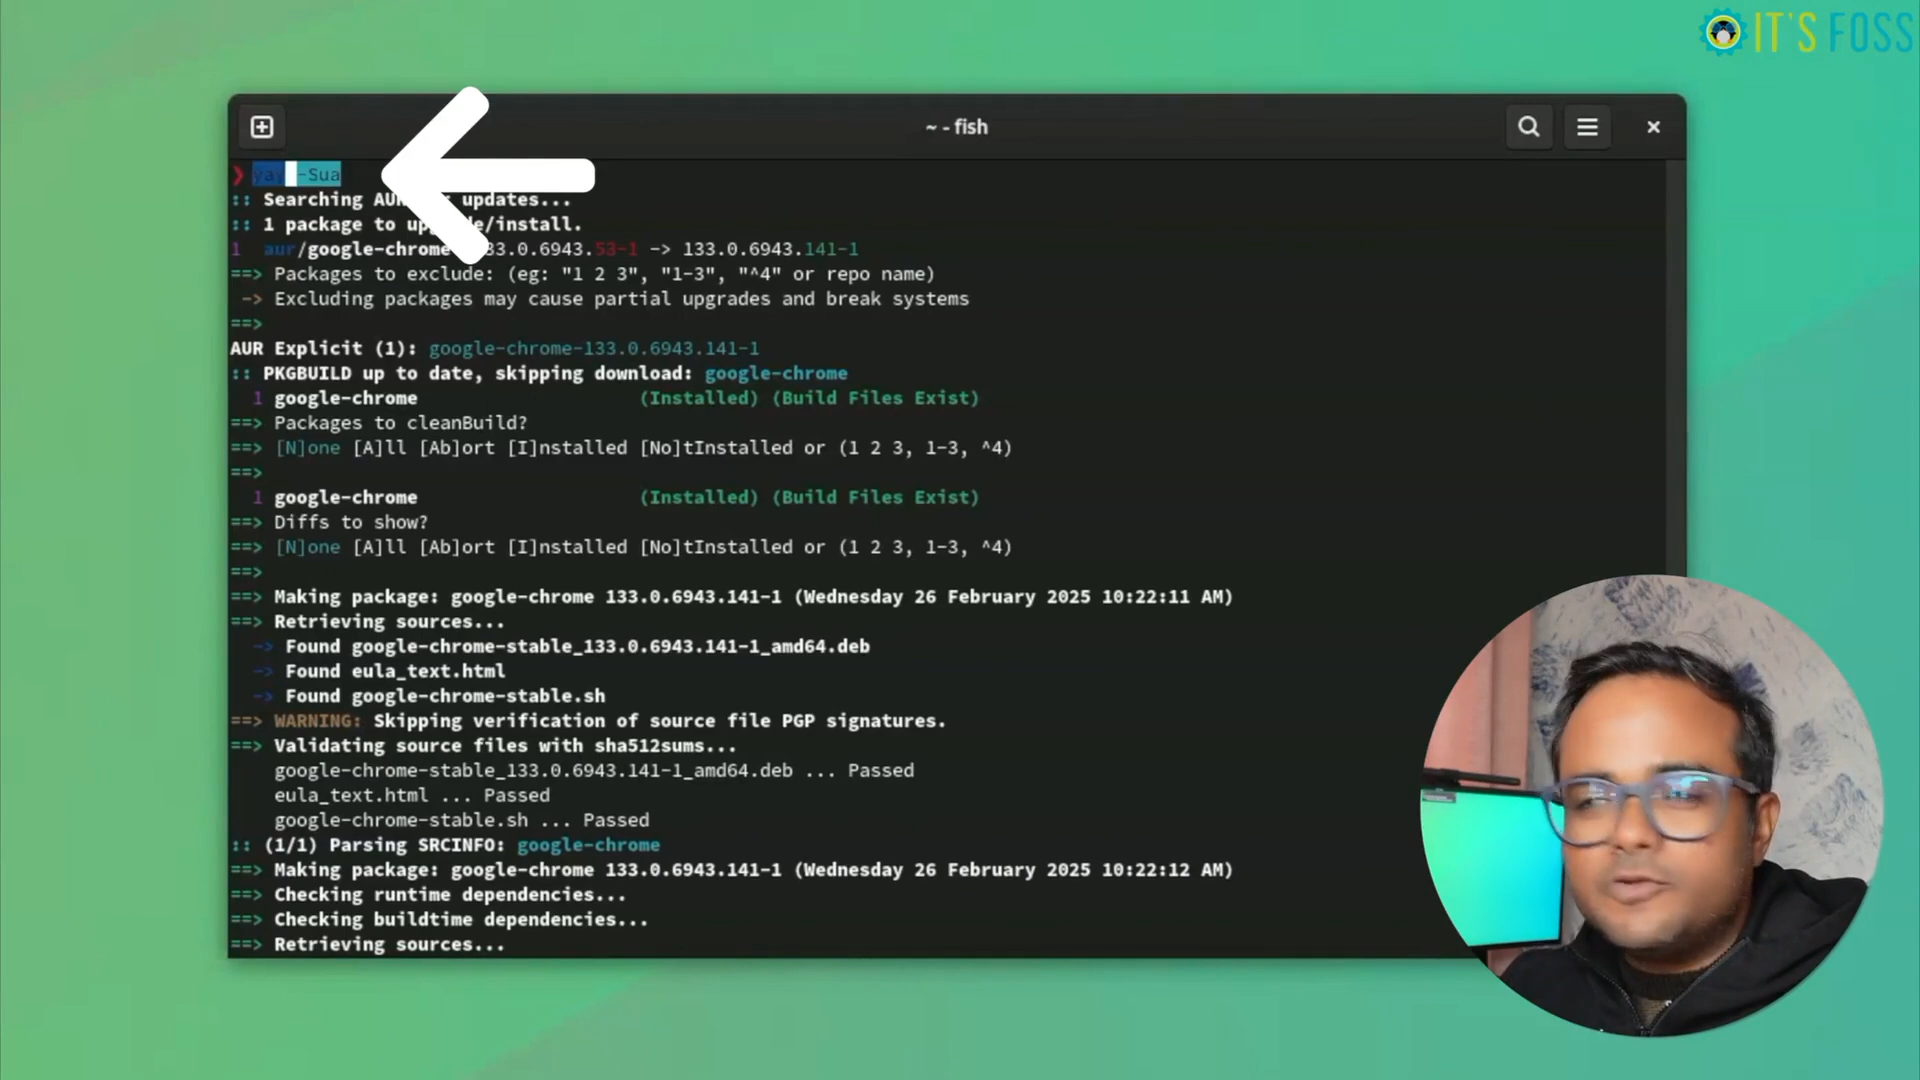 IT'S FOSS
~ - fish
❯ yay -Sua
:: Searching AUR updates...
:: 1 package to /install.
1 aur/google-chrome 33.0.6943.53-1 -> 133.0.6943.141-1
==> Packages to exclude: (eg: "1 2 3", "1-3", "^4" or repo name)
-> Excluding packages may cause partial upgrades and break systems
==>
AUR Explicit (1): google-chrome-133.0.6943.141-1
:: PKGBUILD up to date, skipping download: google-chrome
1 google-chrome (Installed) (Build Files Exist)
==> Packages to cleanBuild?
==> [N]one [A]ll [Ab]ort [I]nstalled [No]tInstalled or (1 2 3, 1-3, ^4)
==>
1 google-chrome (Installed) (Build Files Exist)
==> Diffs to show?
==> [N]one [A]ll [Ab]ort [I]nstalled [No]tInstalled or (1 2 3, 1-3, ^4)
==>
==> Making package: google-chrome 133.0.6943.141-1 (Wednesday 26 February 2025 10:22:11 AM)
==> Retrieving sources...
-> Found google-chrome-stable_133.0.6943.141-1_amd64.deb
-> Found eula_text.html
-> Found google-chrome-stable.sh
==> WARNING: Skipping verification of source file PGP signatures.
==> Validating source files with sha512sums...
google-chrome-stable_133.0.6943.141-1_amd64.deb ... Passed
eula_text.html ... Passed
google-chrome-stable.sh ... Passed
:: (1/1) Parsing SRCINFO: google-chrome
==> Making package: google-chrome 133.0.6943.141-1 (Wednesday 26 February 2025 10:22:12 AM)
==> Checking runtime dependencies...
==> Checking buildtime dependencies...
==> Retrieving sources...